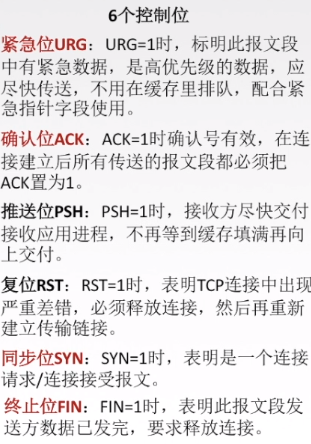 6个控制位
紧急位URG：URG=1时，标明此报文段
中有紧急数据，是高优先级的数据，应
尽快传送，不用在缓存里排队，配合紧
急指针字段使用。
确认位ACK：ACK=1时确认号有效，在连
接建立后所有传送的报文段都必须把
ACK置为1。
推送位PSH：PSH=1时，接收方尽快交付
接收应用进程，不再等到缓存填满再向
上交付。
复位RST：RST=1时，表明TCP连接中出现
严重差错，必须释放连接，然后再重新
建立传输链接。
同步位SYN：SYN=1时，表明是一个连接
请求/连接接受报文。
终止位FIN：FIN=1时，表明此报文段发
送方数据已发完，要求释放连接。